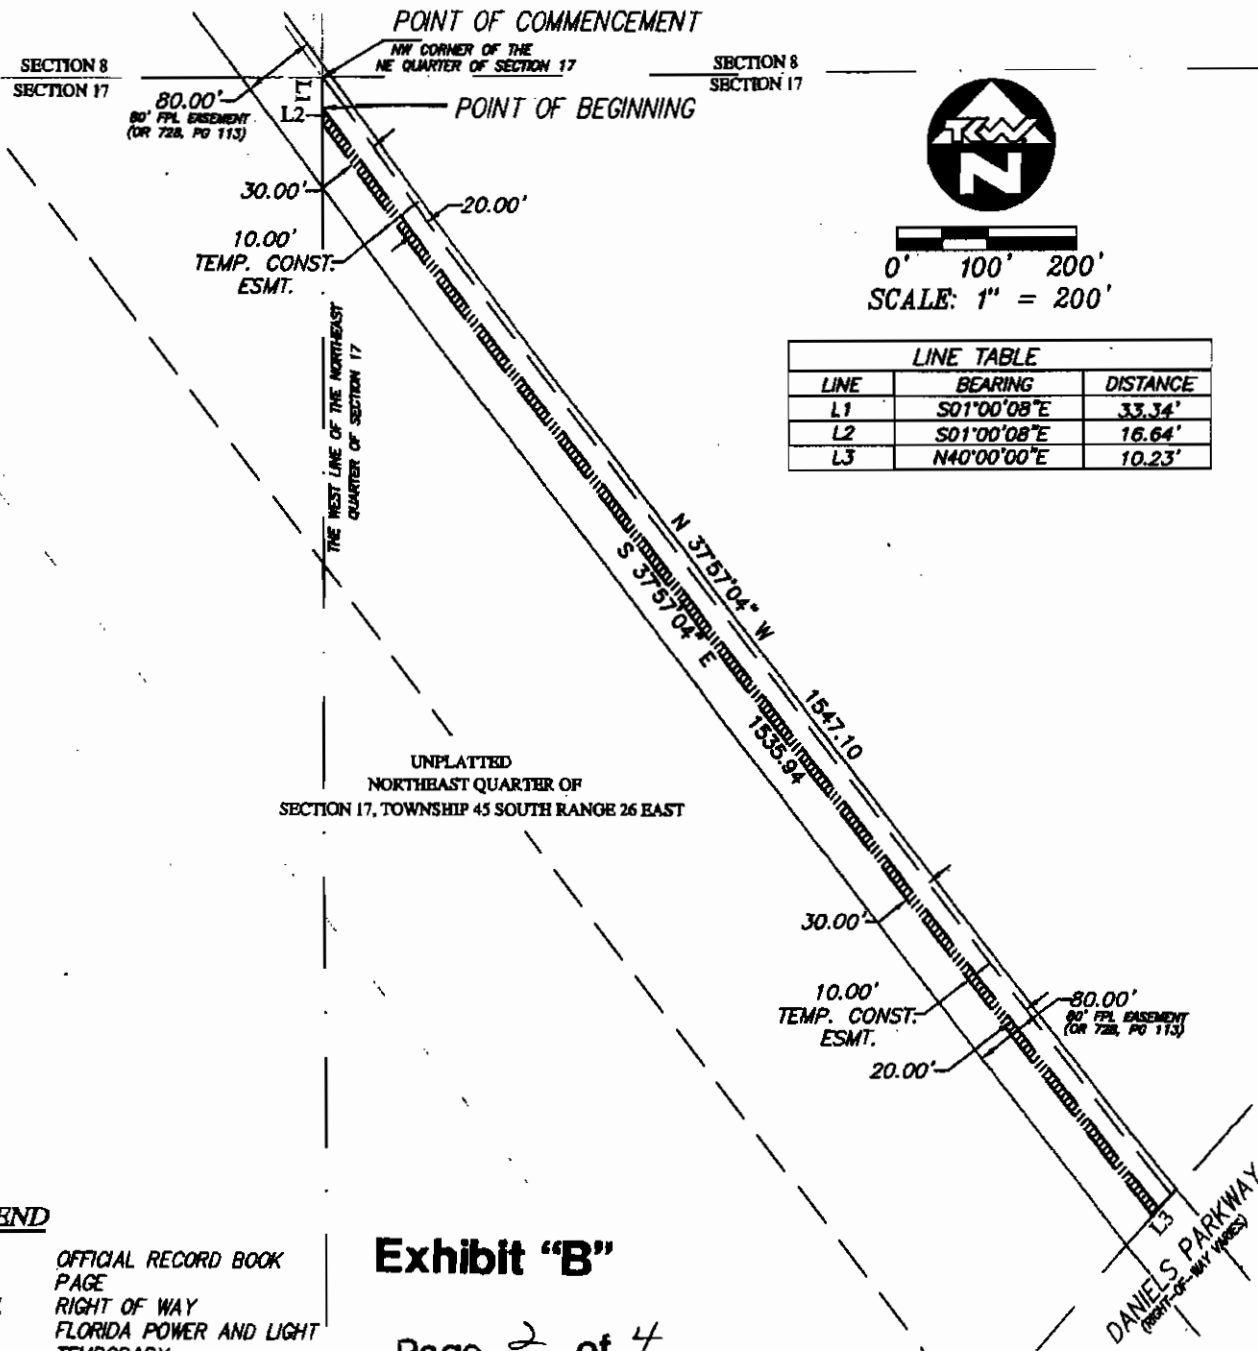 POINT OF COMMENCEMENT
NW CORNER OF THE
NE QUARTER OF SECTION 17
SECTION 8
SECTION 17
SECTION 8
SECTION 17
80.00'
80' FPL EASEMENT
(OR 728, PG 113)
L1
L2
POINT OF BEGINNING
30.00'
20.00'
10.00'
TEMP. CONST.
ESMT.
TKW
N
0' 100' 200'
SCALE: 1" = 200'
LINE TABLE
LINE BEARING DISTANCE
L1 S01°00'08"E 33.34'
L2 S01°00'08"E 16.64'
L3 N40°00'00"E 10.23'
THE WEST LINE OF THE NORTHEAST
QUARTER OF SECTION 17
N 37°57'04" W
1547.10
S 37°57'04" E
1535.94
UNPLATTED
NORTHEAST QUARTER OF
SECTION 17, TOWNSHIP 45 SOUTH RANGE 26 EAST
30.00'
10.00'
TEMP. CONST.
ESMT.
80.00'
80' FPL EASEMENT
(OR 728, PG 113)
20.00'
L3
DANIELS PARKWAY
(RIGHT-OF-WAY VARIES)
END
OFFICIAL RECORD BOOK
PAGE
RIGHT OF WAY
FLORIDA POWER AND LIGHT
TEMPORARY
Exhibit “B”
Page 2 of 4